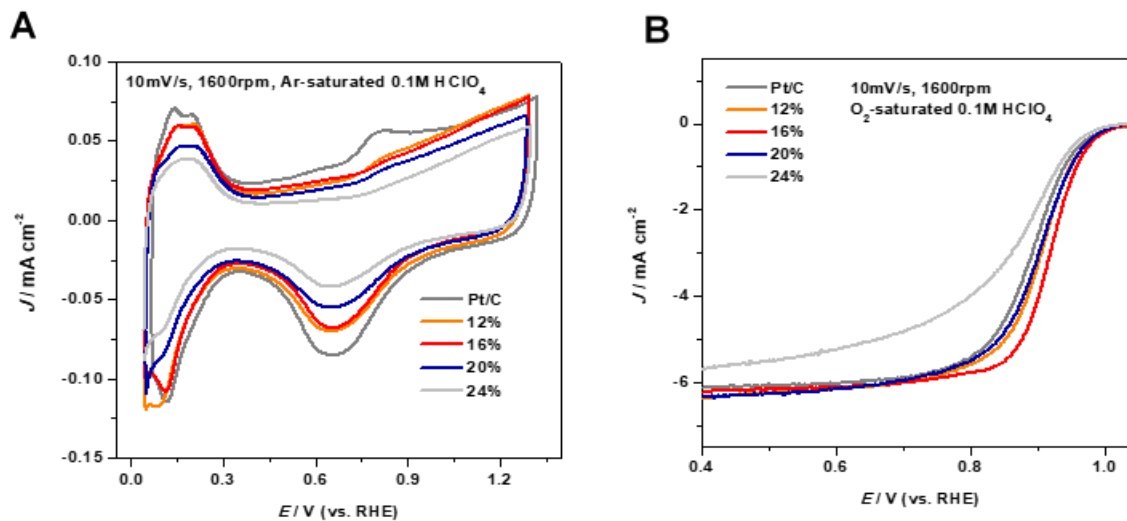 A
10mV/s, 1600rpm, Ar-saturated 0.1M HClO₄
Pt/C
12%
16%
20%
24%
0.10
0.05
0.00
-0.05
-0.10
-0.15
J / mA cm⁻²
0.0
0.3
0.6
0.9
1.2
E / V (vs. RHE)
B
10mV/s, 1600rpm
O₂-saturated 0.1M HClO₄
Pt/C
12%
16%
20%
24%
0
-2
-4
-6
J / mA cm⁻²
0.4
0.6
0.8
1.0
E / V (vs. RHE)